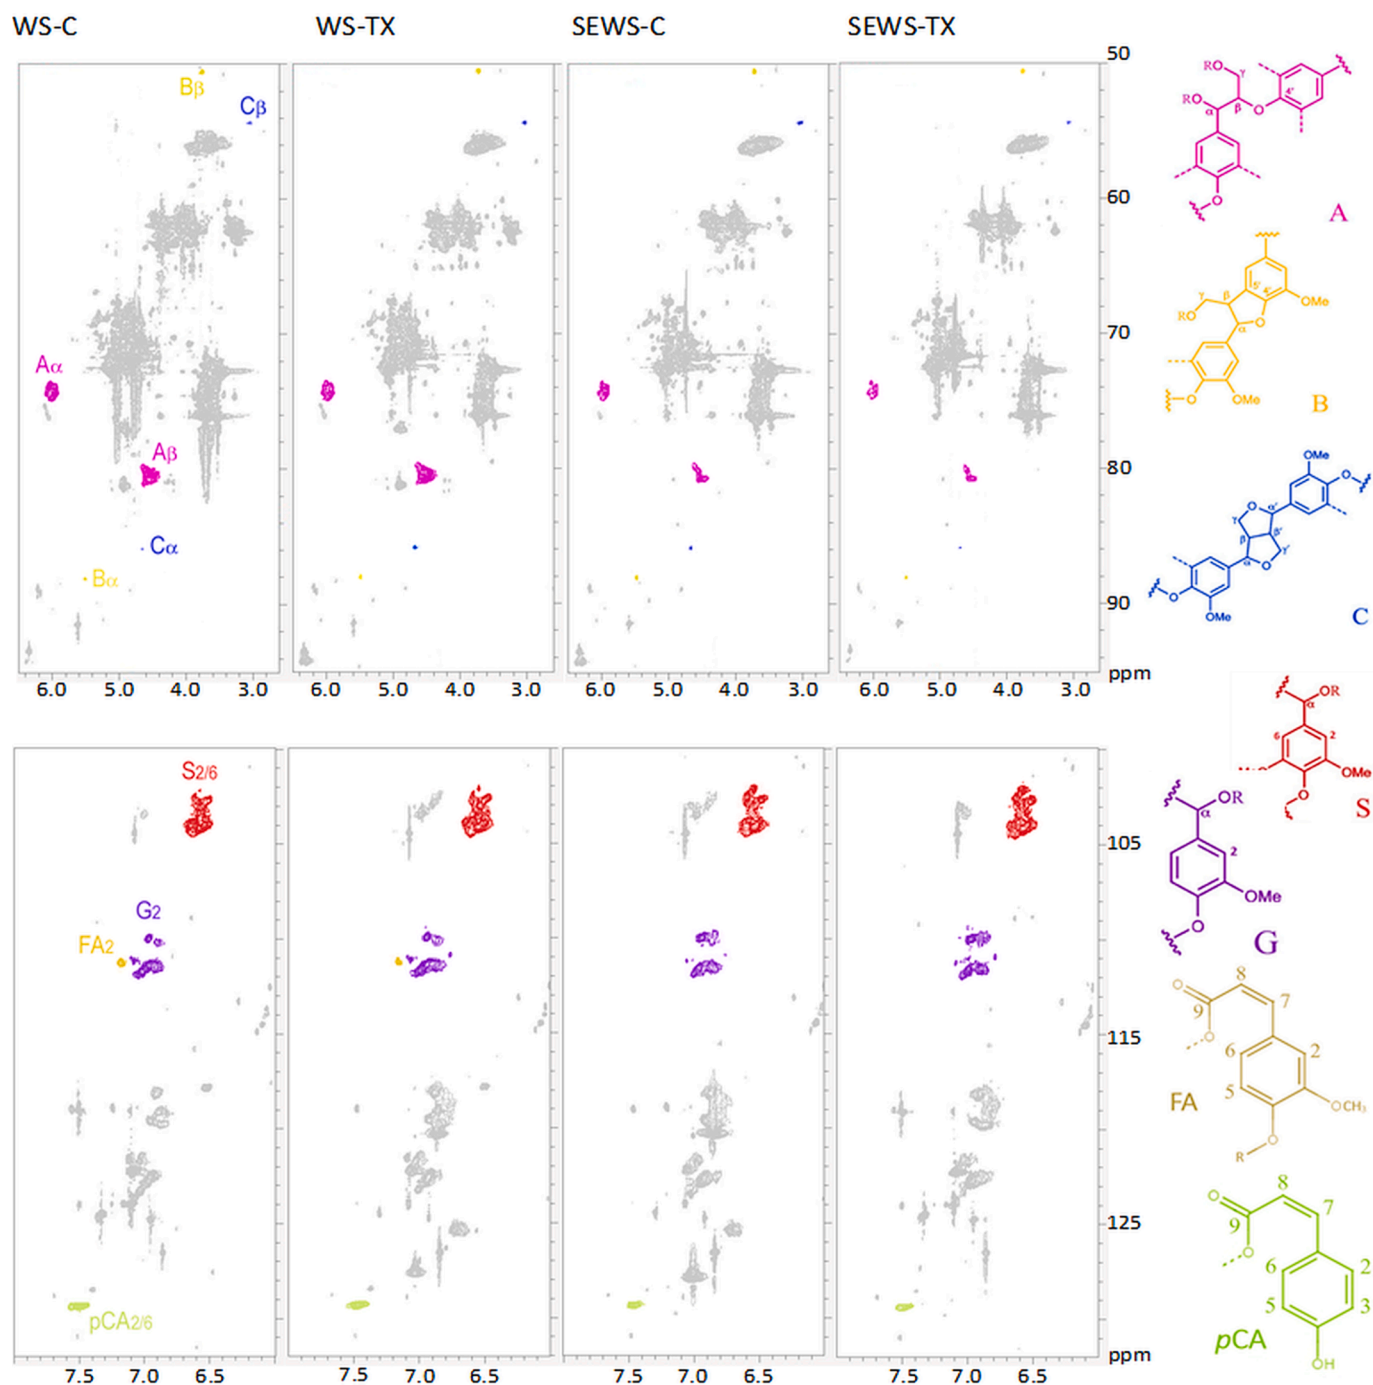 WS-C WS-TX SEWS-C SEWS-TX
50
Bβ
Cβ
60
70
Aα
Aβ
80
Cα
Bα
90
ppm
6.0 5.0 4.0 3.0 6.0 5.0 4.0 3.0 6.0 5.0 4.0 3.0 6.0 5.0 4.0 3.0
S2/6
105
G2
FA2
115
125
pCA2/6
ppm
7.5 7.0 6.5 7.5 7.0 6.5 7.5 7.0 6.5 7.5 7.0 6.5
RO γ
RO α β O 4'
O
A
γ β 5' 4'
RO α O OMe
O OMe
B
OMe
γ O α' O
β β' γ'
α O
O OMe
C
OR
α
6 2
OMe
O
S
OR
α
2
OMe
O
G
8
O 9 7
O 6 2
5
FA OCH3
O
R
8
O 9 7
O 6 2
5 3
pCA
OH